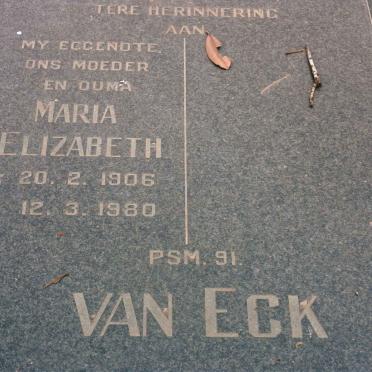 TERE HERINNERING
AAN
MY EGGENOTE,
ONS MOEDER
EN OUMA
MARIA
ELIZABETH
20. 2. 1906
12. 3. 1980
PSM. 91.
VAN ECK